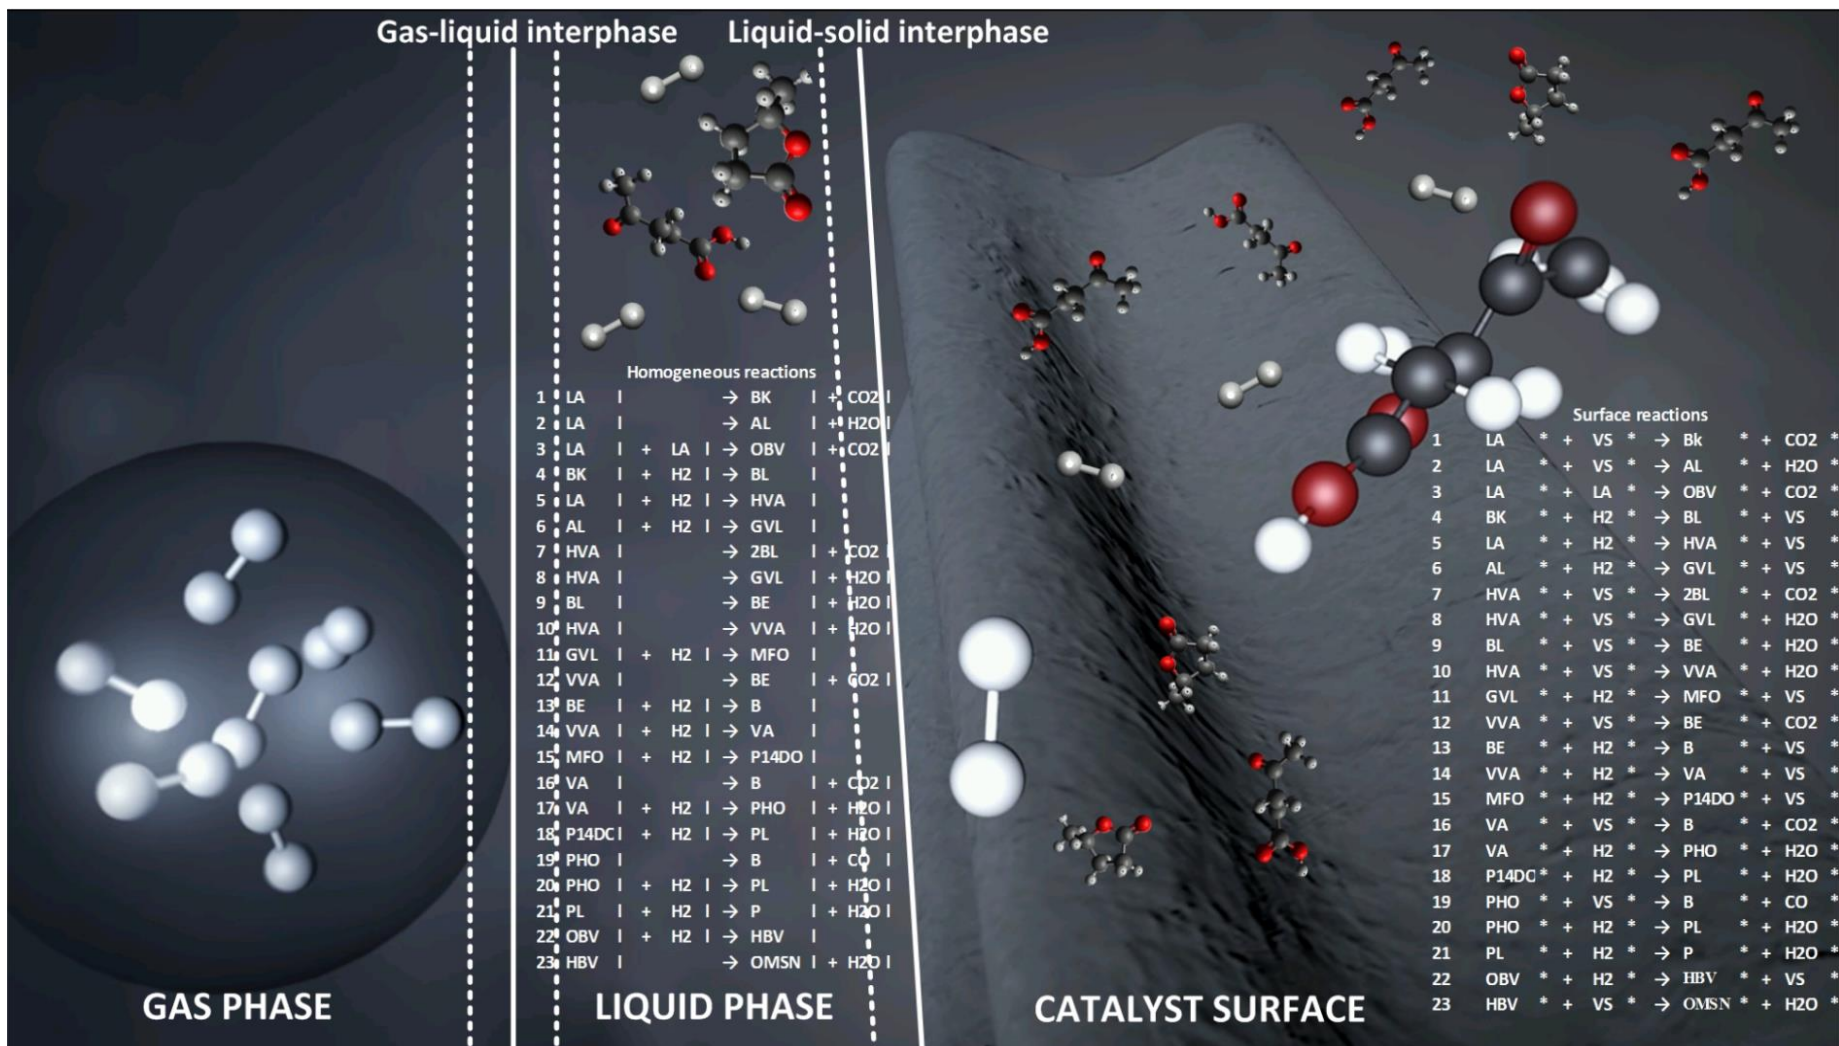 Gas-liquid interphase
Liquid-solid interphase
Homogeneous reactions
1 LA l → BK l + CO2 l
2 LA l → AL l + H2O l
3 LA l + LA l → OBV l + CO2 l
4 BK l + H2 l → BL l
5 LA l + H2 l → HVA l
6 AL l + H2 l → GVL l
7 HVA l → 2BL l + CO2 l
8 HVA l → GVL l + H2O l
9 BL l → BE l + H2O l
10 HVA l → VVA l + H2O l
11 GVL l + H2 l → MFO l
12 VVA l → BE l + CO2 l
13 BE l + H2 l → B l
14 VVA l + H2 l → VA l
15 MFO l + H2 l → P14DO l
16 VA l → B l + CO2 l
17 VA l + H2 l → PHO l + H2O l
18 P14DC l + H2 l → PL l + H2O l
19 PHO l → B l + CO l
20 PHO l + H2 l → PL l + H2O l
21 PL l + H2 l → P l + H2O l
22 OBV l + H2 l → HBV l
23 HBV l → OMSN l + H2O l
Surface reactions
1 LA * + VS * → Bk * + CO2 *
2 LA * + VS * → AL * + H2O *
3 LA * + LA * → OBV * + CO2 *
4 BK * + H2 * → BL * + VS *
5 LA * + H2 * → HVA * + VS *
6 AL * + H2 * → GVL * + VS *
7 HVA * + VS * → 2BL * + CO2 *
8 HVA * + VS * → GVL * + H2O *
9 BL * + VS * → BE * + H2O *
10 HVA * + VS * → VVA * + H2O *
11 GVL * + H2 * → MFO * + VS *
12 VVA * + VS * → BE * + CO2 *
13 BE * + H2 * → B * + VS *
14 VVA * + H2 * → VA * + VS *
15 MFO * + H2 * → P14DO * + VS *
16 VA * + VS * → B * + CO2 *
17 VA * + H2 * → PHO * + H2O *
18 P14DC * + H2 * → PL * + H2O *
19 PHO * + VS * → B * + CO *
20 PHO * + H2 * → PL * + H2O *
21 PL * + H2 * → P * + H2O *
22 OBV * + H2 * → HBV * + VS *
23 HBV * + VS * → OMSN * + H2O *
GAS PHASE
LIQUID PHASE
CATALYST SURFACE